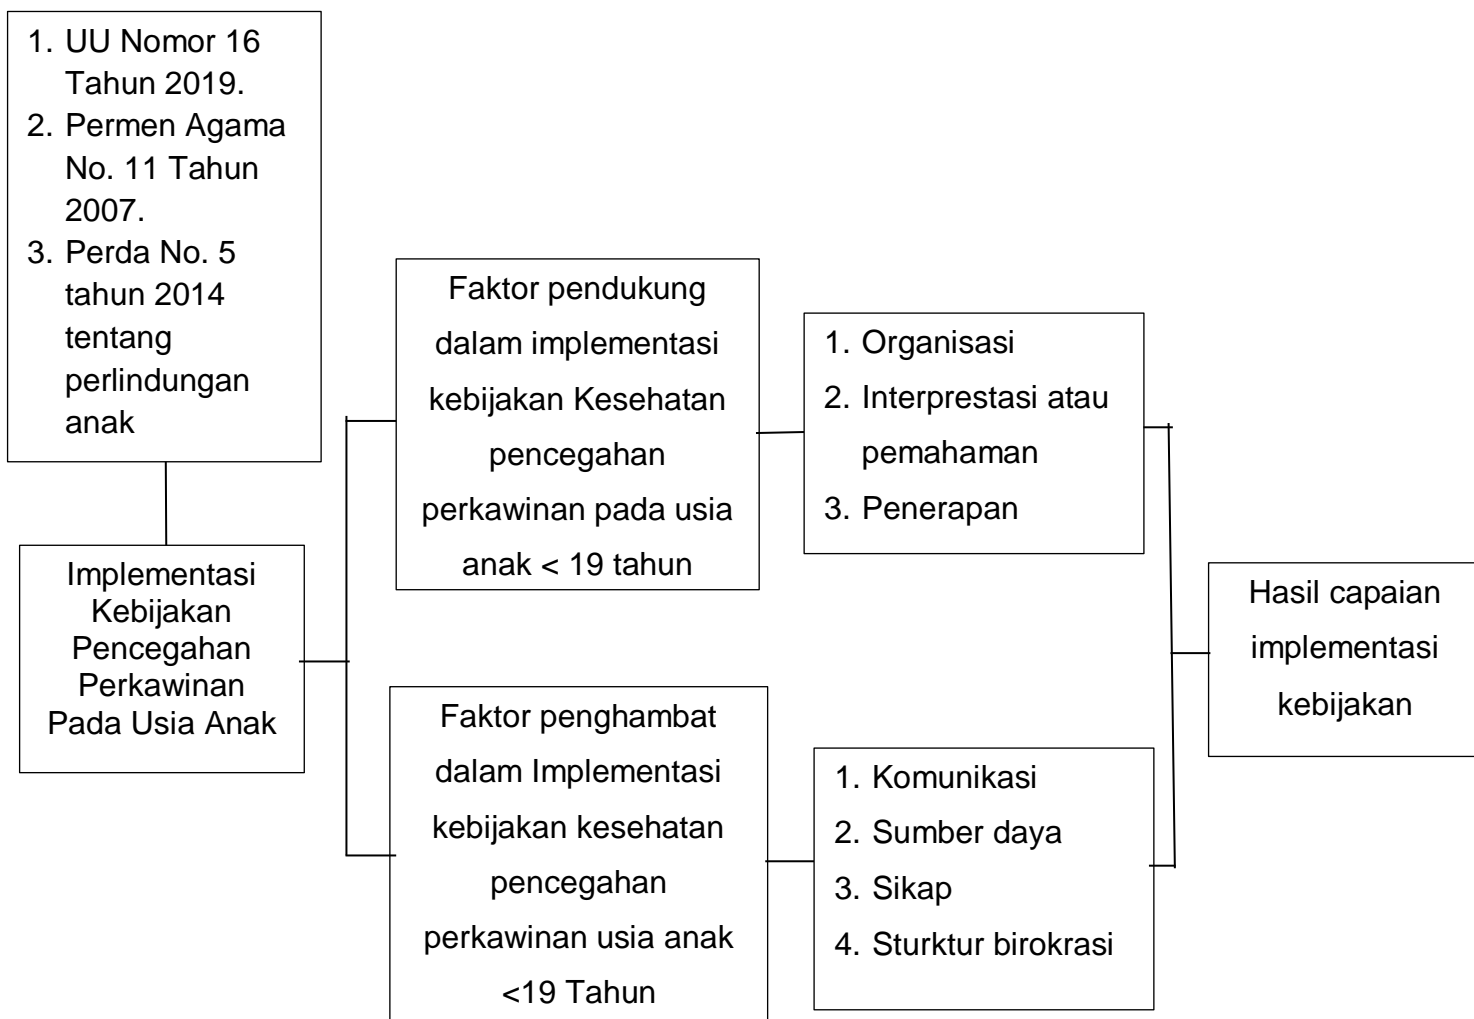 1. UU Nomor 16
Tahun 2019.
2. Permen Agama
No. 11 Tahun
2007.
3. Perda No. 5
tahun 2014
tentang
perlindungan
anak
Implementasi
Kebijakan
Pencegahan
Perkawinan
Pada Usia Anak
Faktor pendukung
dalam implementasi
kebijakan Kesehatan
pencegahan
perkawinan pada usia
anak < 19 tahun
Faktor penghambat
dalam Implementasi
kebijakan kesehatan
pencegahan
perkawinan usia anak
<19 Tahun
1. Organisasi
2. Interprestasi atau
pemahaman
3. Penerapan
1. Komunikasi
2. Sumber daya
3. Sikap
4. Sturktur birokrasi
Hasil capaian
implementasi
kebijakan